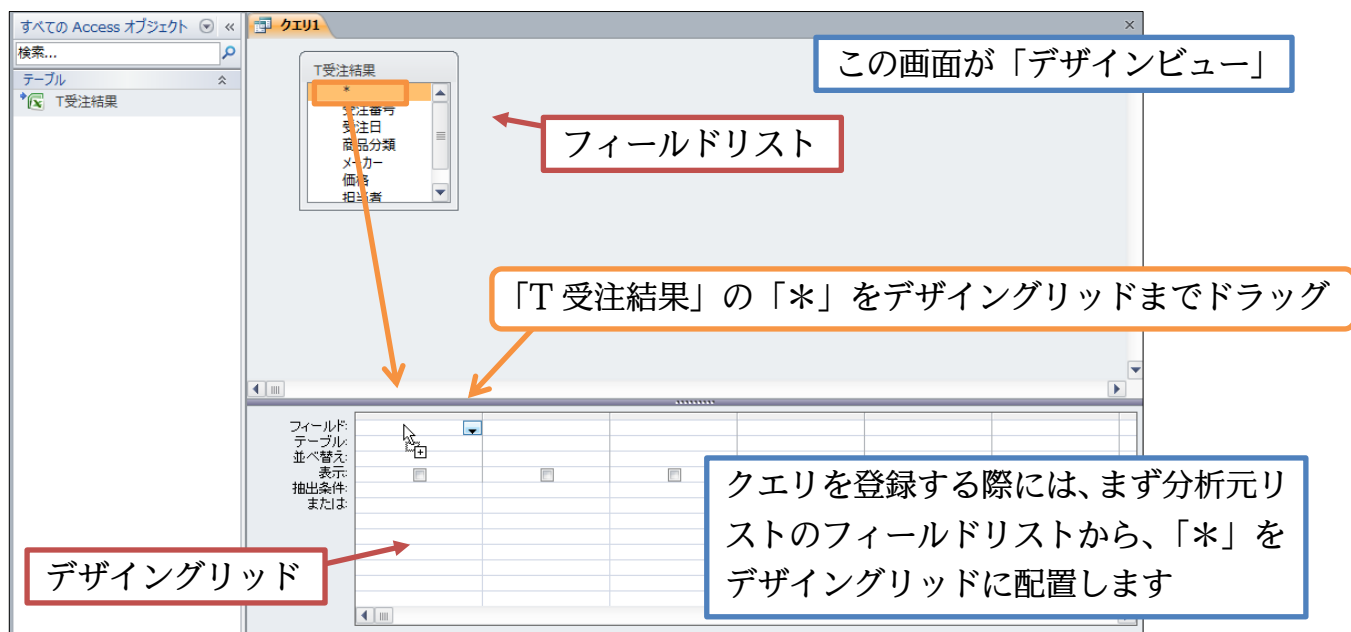 すべての Access オブジェクト
クエリ1
検索...
テーブル
T受注結果
この画面が「デザインビュー」
T受注結果
*
受注番号
受注日
商品分類
メーカー
価格
担当者
フィールドリスト
「T 受注結果」の「＊」をデザイングリッドまでドラッグ
フィールド:
テーブル:
並べ替え:
表示:
抽出条件:
または:
クエリを登録する際には、まず分析元リ
ストのフィールドリストから、「＊」を
デザイングリッドに配置します
デザイングリッド